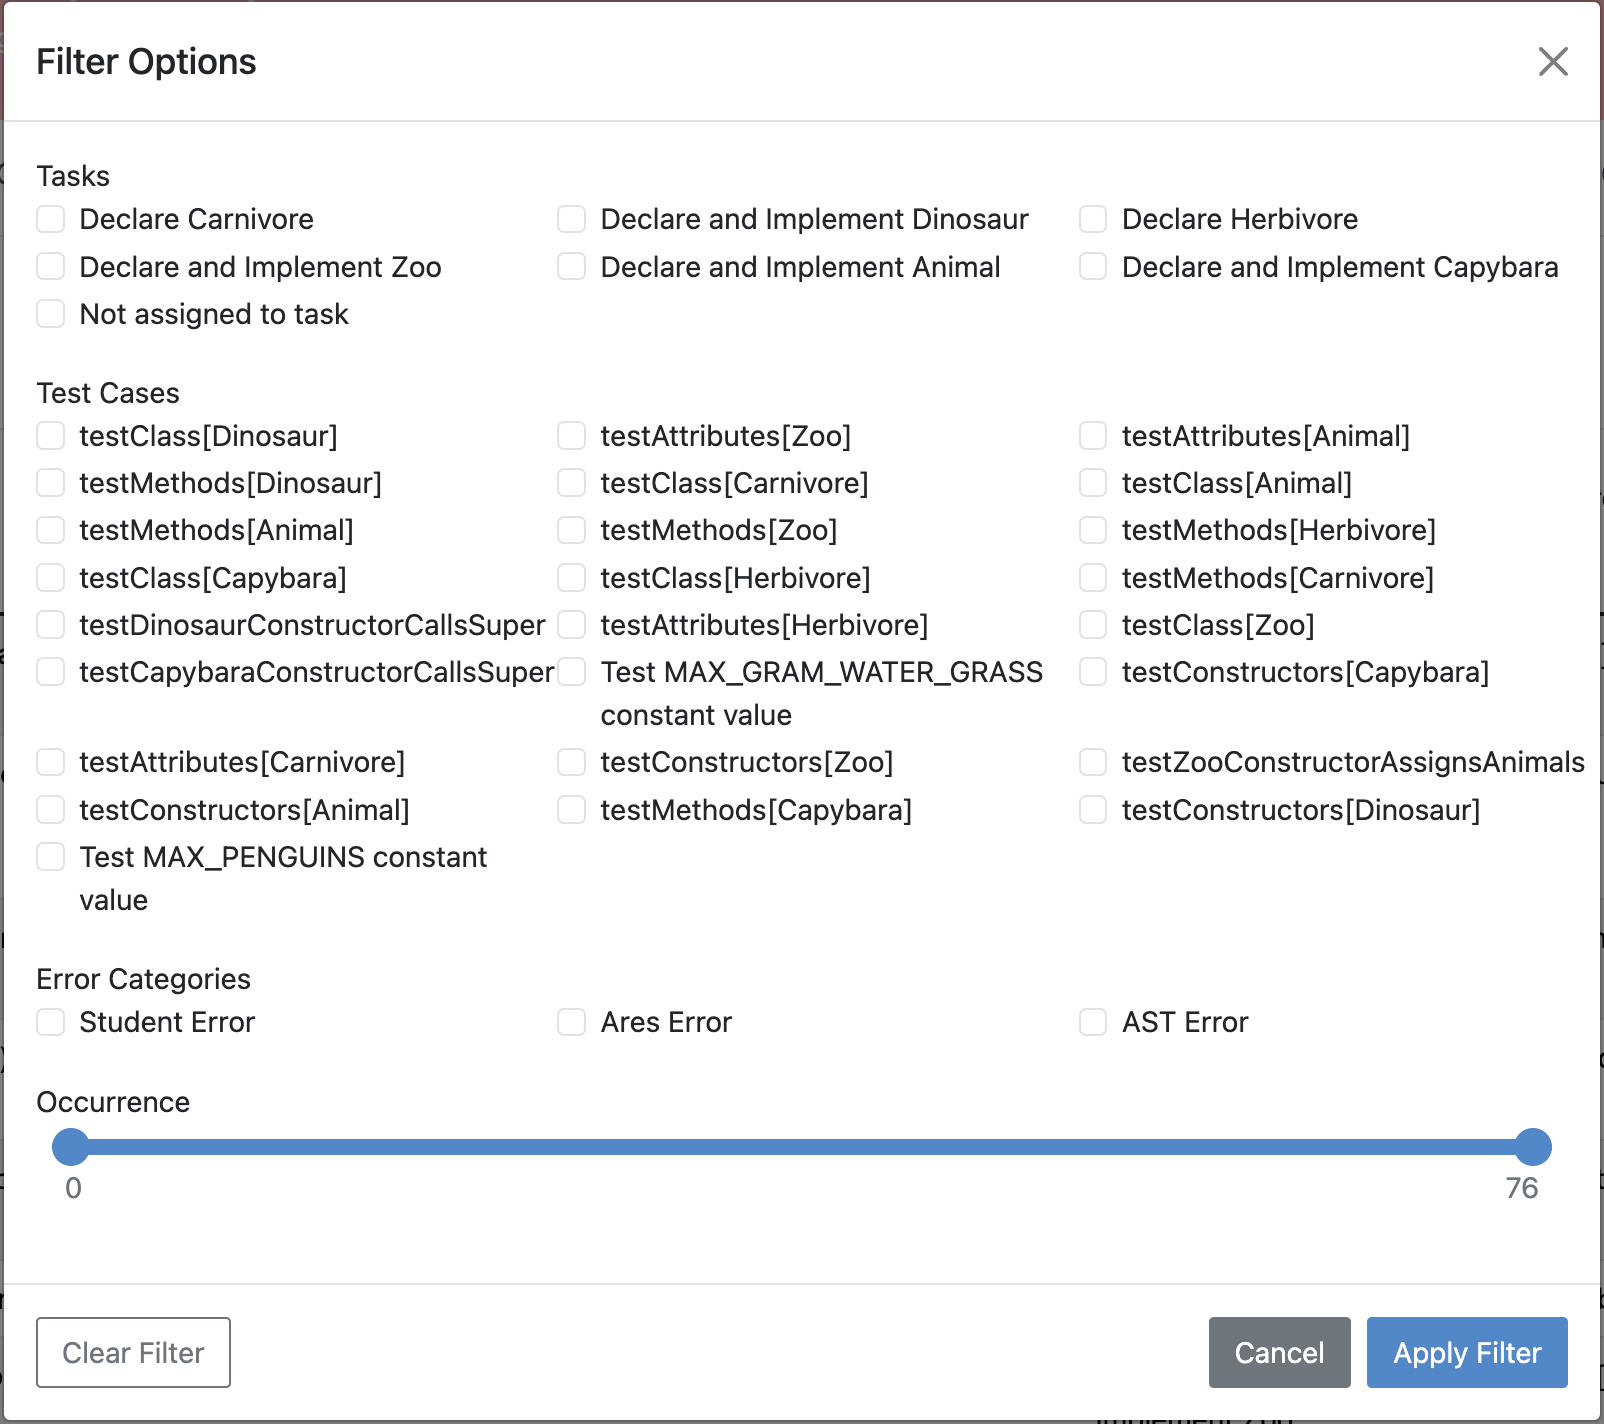 Filter Options
Tasks
Declare Carnivore
Declare and Implement Dinosaur
Declare Herbivore
Declare and Implement Zoo
Declare and Implement Animal
Declare and Implement Capybara
Not assigned to task
Test Cases
testClass[Dinosaur]
testAttributes[Zoo]
testAttributes[Animal]
testMethods[Dinosaur]
testClass[Carnivore]
testClass[Animal]
testMethods[Animal]
testMethods[Zoo]
testMethods[Herbivore]
testClass[Capybara]
testClass[Herbivore]
testMethods[Carnivore]
testDinosaurConstructorCallsSuper
testAttributes[Herbivore]
testClass[Zoo]
testCapybaraConstructorCallsSuper
Test MAX_GRAM_WATER_GRASS
constant value
testConstructors[Capybara]
testAttributes[Carnivore]
testConstructors[Zoo]
testZooConstructorAssignsAnimals
testConstructors[Animal]
testMethods[Capybara]
testConstructors[Dinosaur]
Test MAX_PENGUINS constant
value
Error Categories
Student Error
Ares Error
AST Error
Occurrence
0
76
Clear Filter
Cancel
Apply Filter